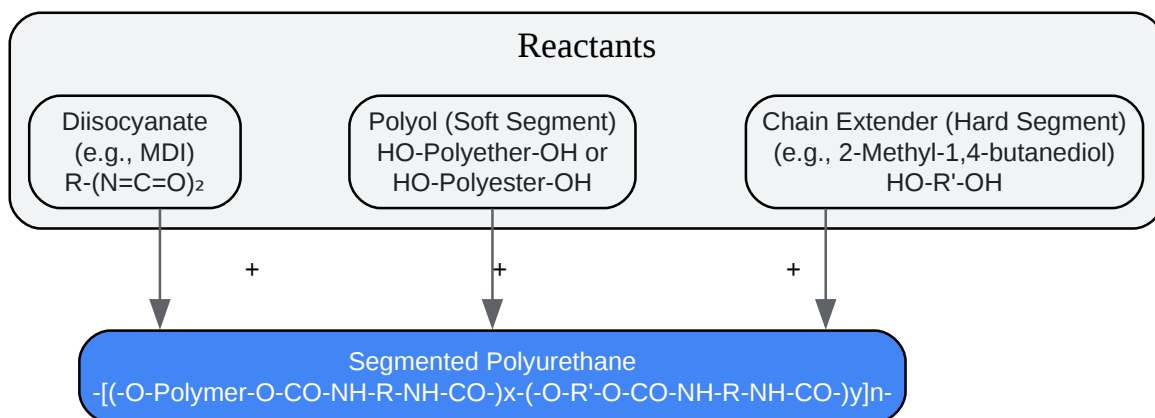 Reactants
Diisocyanate
(e.g., MDI)
R-(N=C=O)₂
Polyol (Soft Segment)
HO-Polyether-OH or
HO-Polyester-OH
Chain Extender (Hard Segment)
(e.g., 2-Methyl-1,4-butanediol)
HO-R'-OH
+ + +
Segmented Polyurethane
-[(-O-Polymer-O-CO-NH-R-NH-CO-)x-(-O-R'-O-CO-NH-R-NH-CO-)y]n-